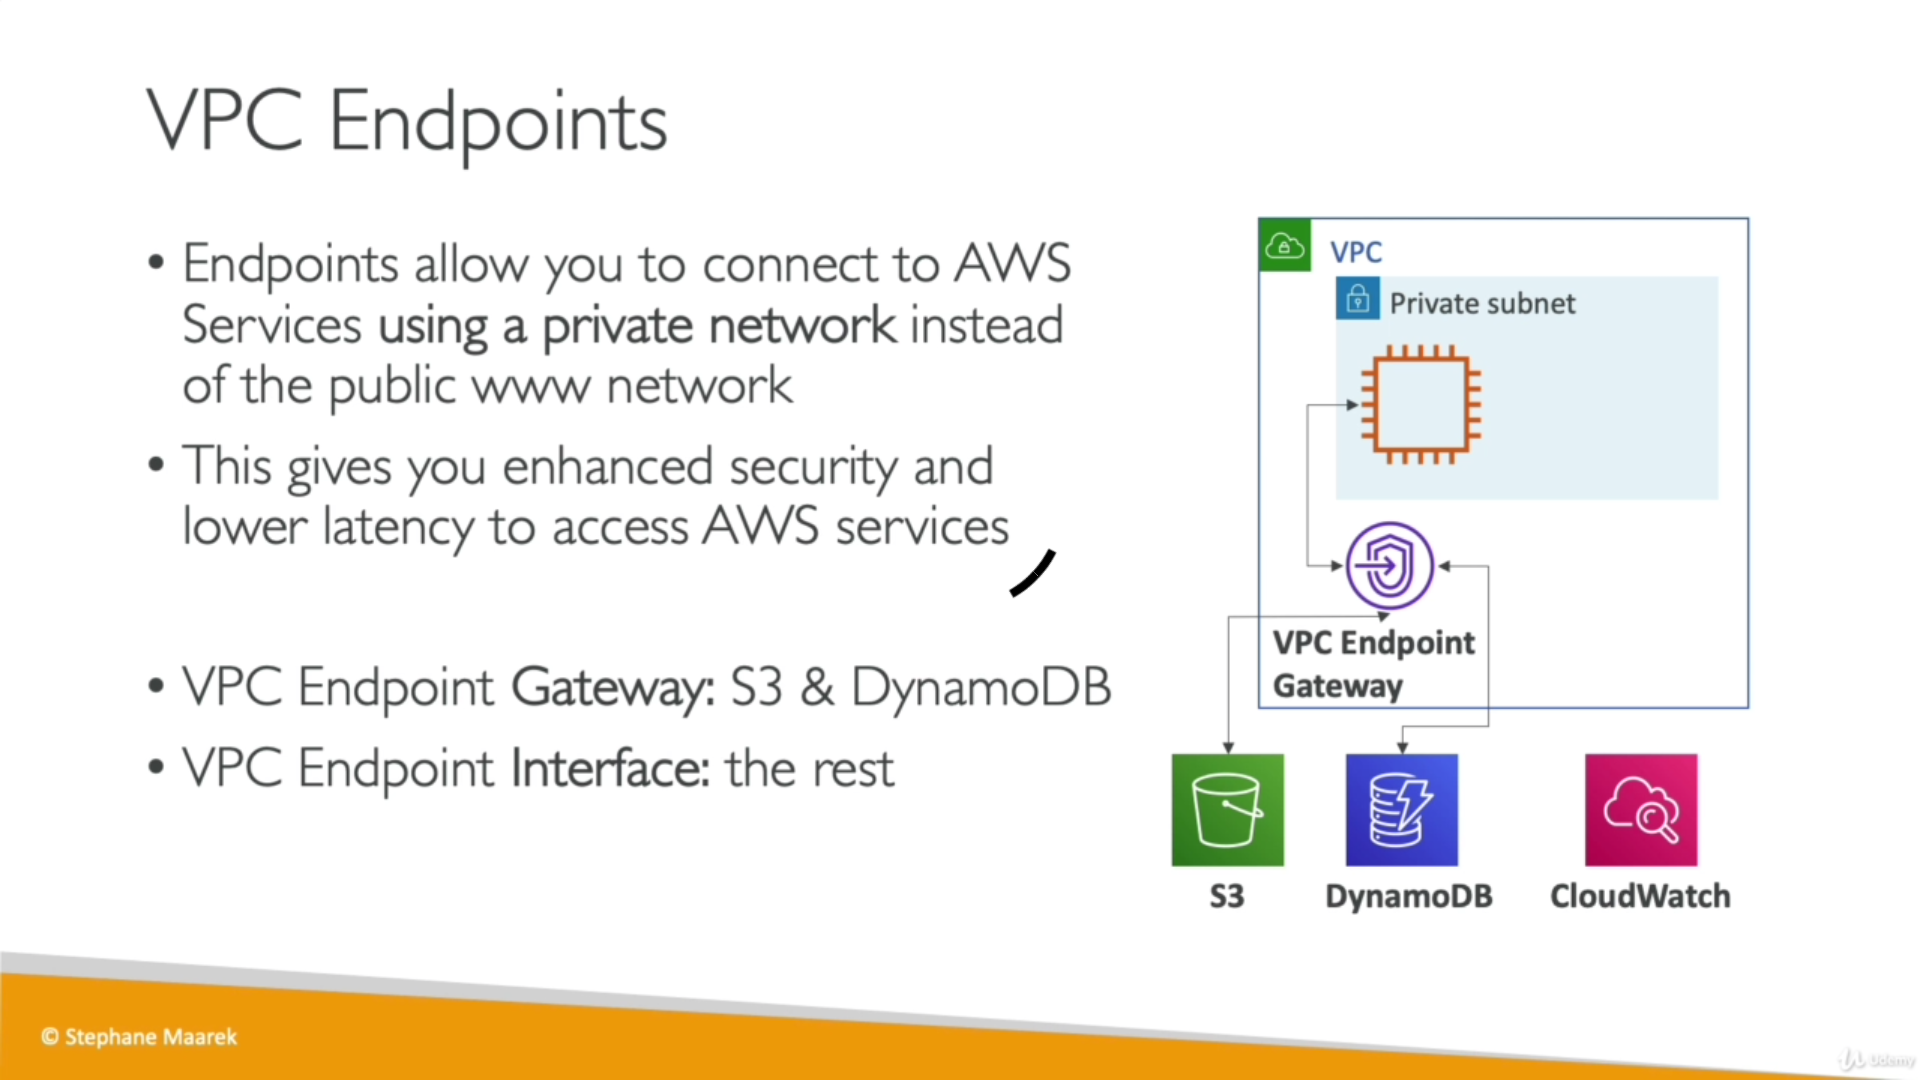 VPC Endpoints
• Endpoints allow you to connect to AWS
Services using a private network instead
of the public www network
• This gives you enhanced security and
lower latency to access AWS services
• VPC Endpoint Gateway: S3 & DynamoDB
• VPC Endpoint Interface: the rest
VPC
Private subnet
VPC Endpoint
Gateway
S3
DynamoDB
CloudWatch
© Stephane Maarek
Udemy